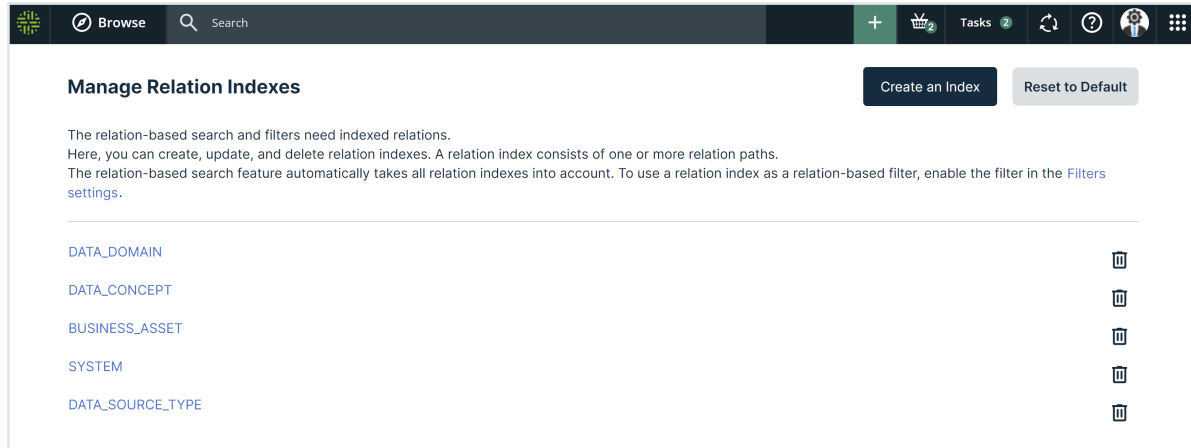 Browse
Search
2
Tasks 2
Manage Relation Indexes
Create an Index
Reset to Default
The relation-based search and filters need indexed relations.
Here, you can create, update, and delete relation indexes. A relation index consists of one or more relation paths.
The relation-based search feature automatically takes all relation indexes into account. To use a relation index as a relation-based filter, enable the filter in the Filters
settings.
DATA_DOMAIN
DATA_CONCEPT
BUSINESS_ASSET
SYSTEM
DATA_SOURCE_TYPE